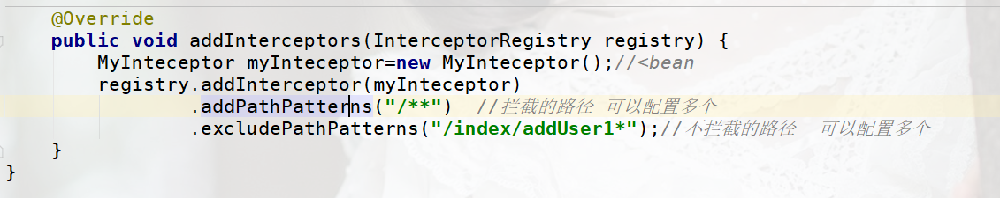 @Override
public void addInterceptors(InterceptorRegistry registry) {
MyInteceptor myInteceptor=new MyInteceptor();//<bean
registry.addInterceptor(myInteceptor)
.addPathPatterns("/**")  //拦截的路径 可以配置多个
.excludePathPatterns("/index/addUser1*");//不拦截的路径  可以配置多个
}
}